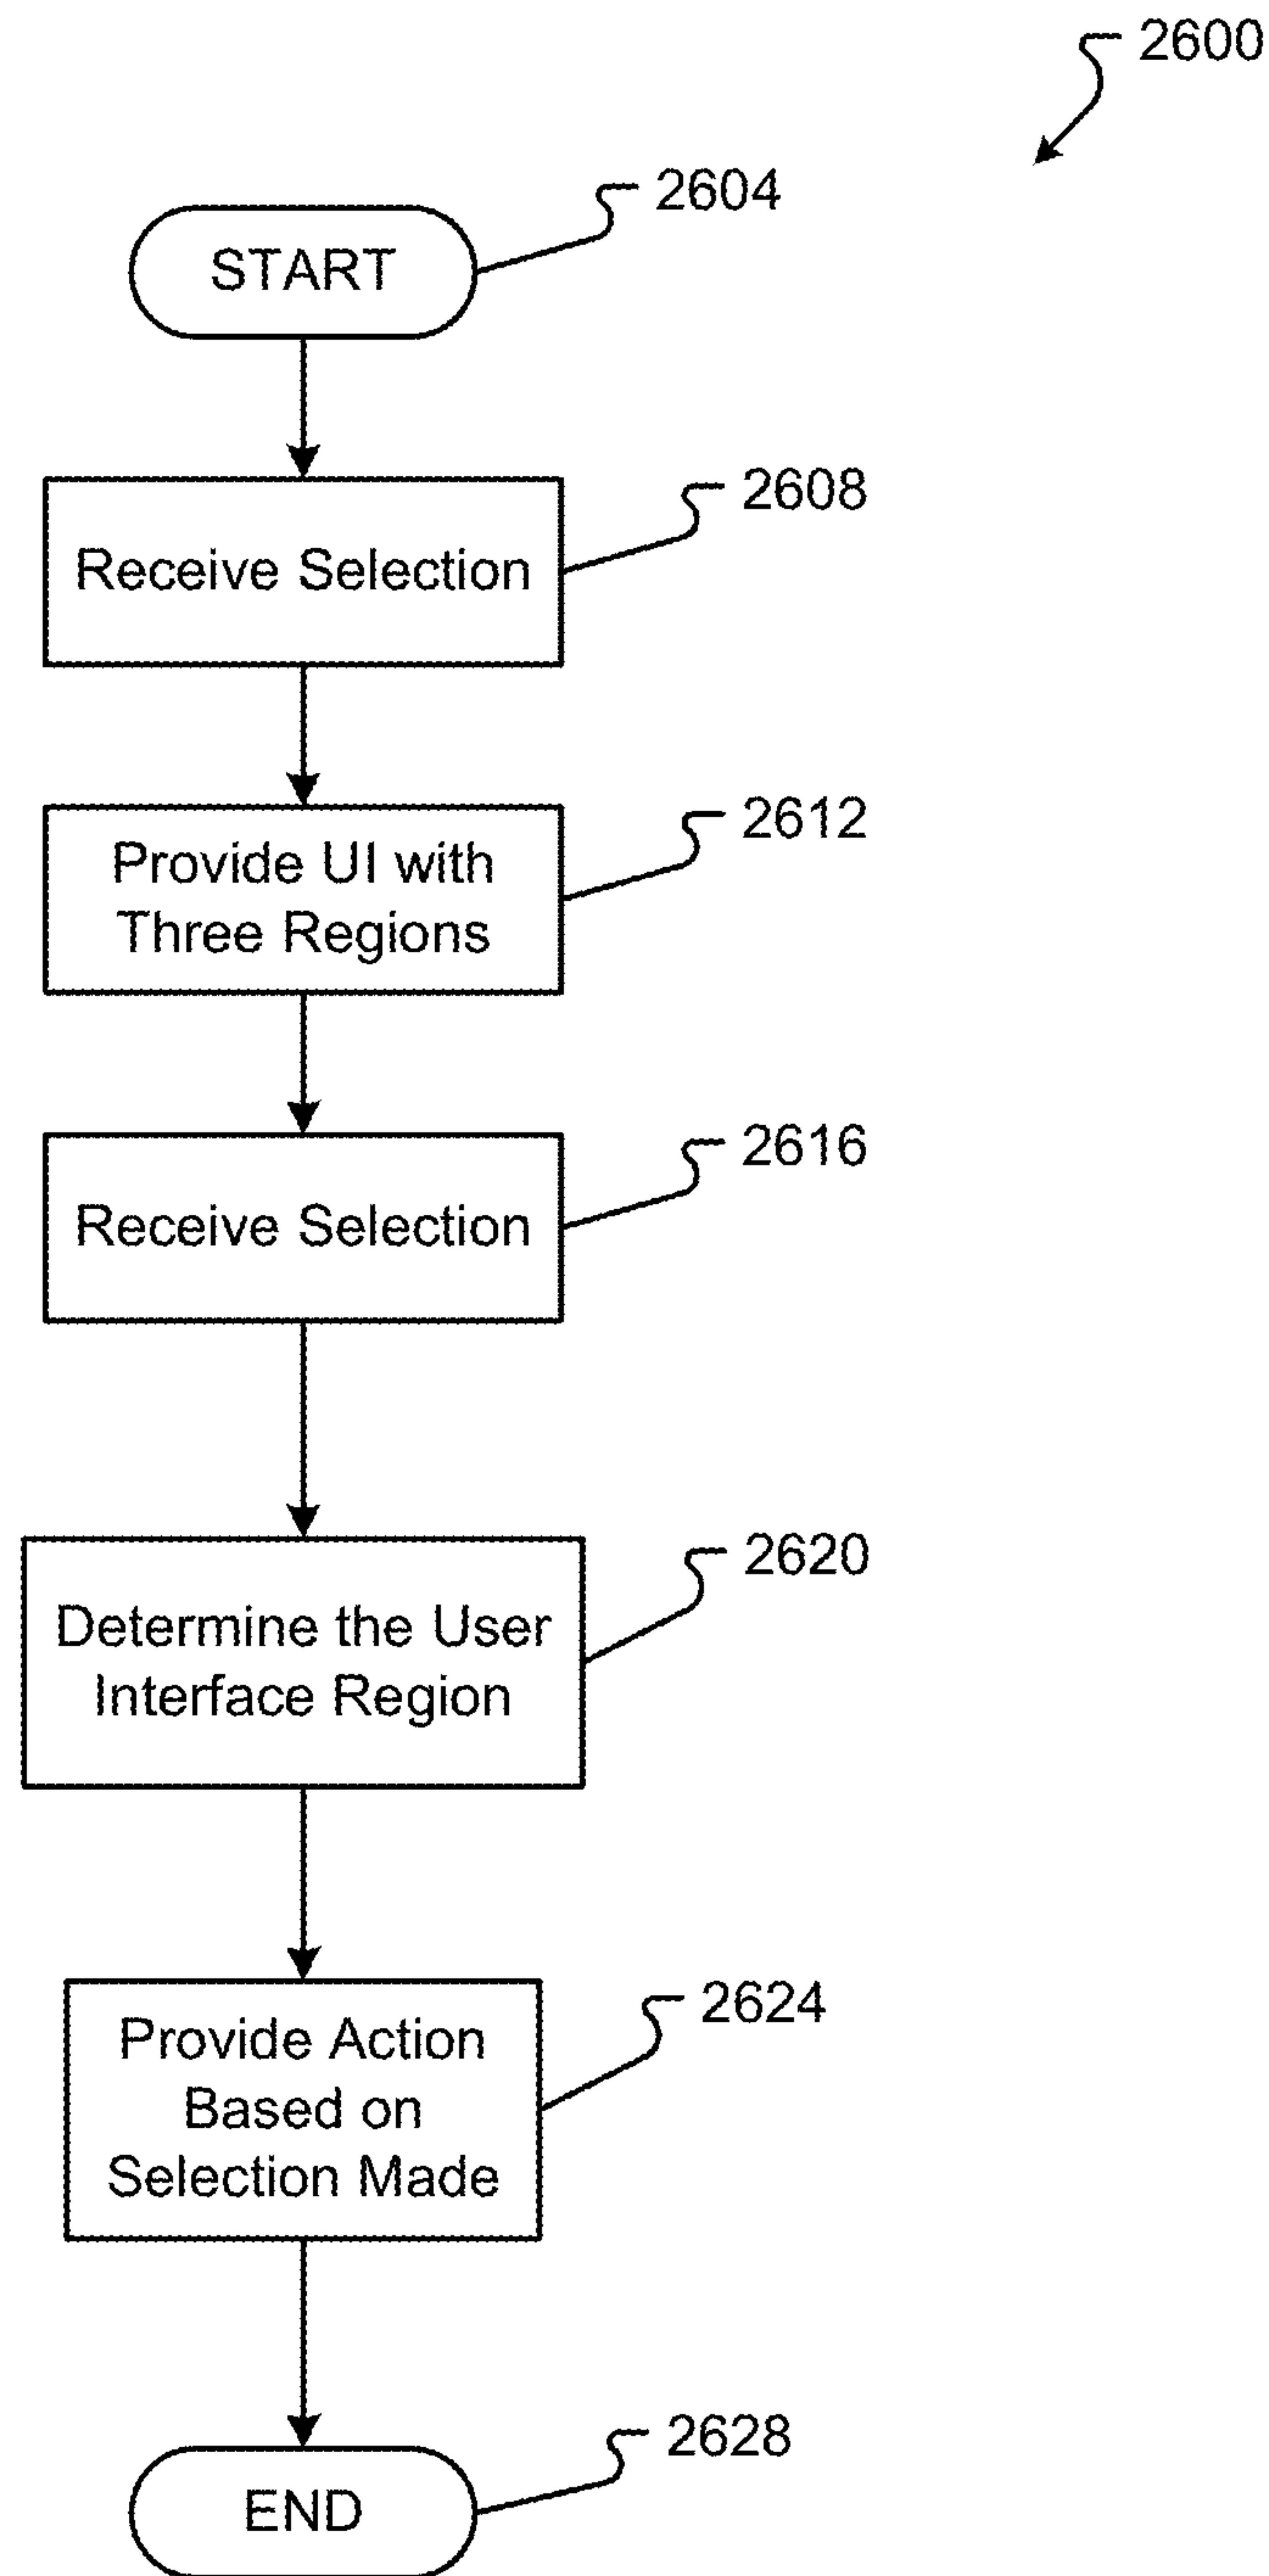 2600
2604
START
2608
Receive Selection
2612
Provide UI with
Three Regions
2616
Receive Selection
2620
Determine the User
Interface Region
2624
Provide Action
Based on
Selection Made
2628
END